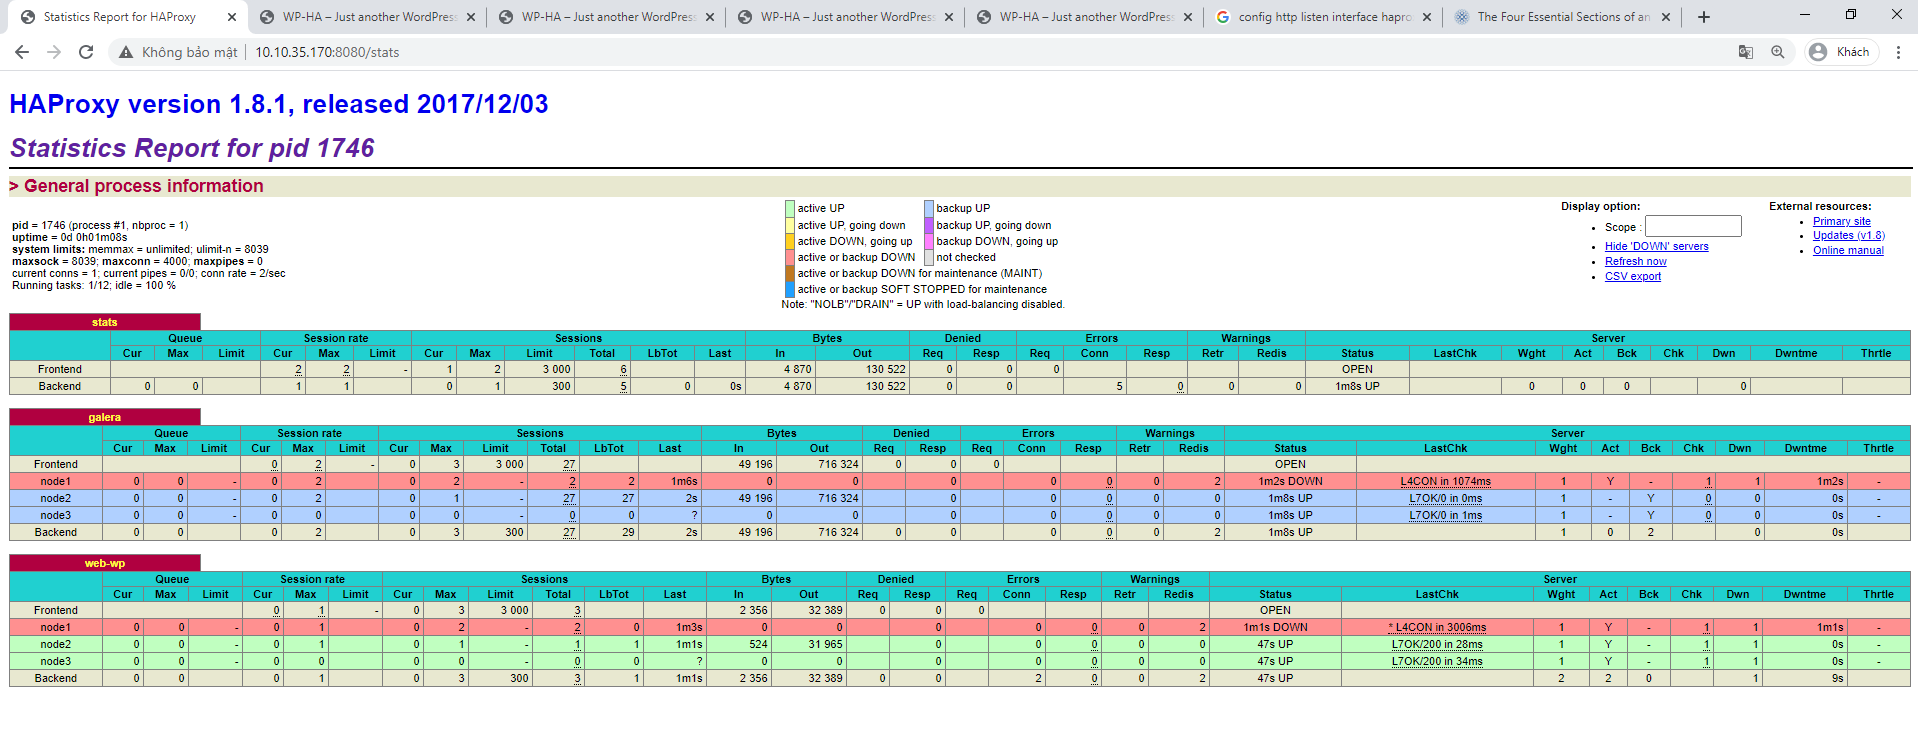 Statistics Report for HAProxy
WP-HA – Just another WordPress
WP-HA – Just another WordPress
WP-HA – Just another WordPress
WP-HA – Just another WordPress
config http listen interface hapro
The Four Essential Sections of an
Không bảo mật
10.10.35.170:8080/stats
Khách
HAProxy version 1.8.1, released 2017/12/03
Statistics Report for pid 1746
> General process information
pid = 1746 (process #1, nbproc = 1)
uptime = 0d 0h01m08s
system limits: memmax = unlimited; ulimit-n = 8039
maxsock = 8039; maxconn = 4000; maxpipes = 0
current conns = 1; current pipes = 0/0; conn rate = 2/sec
Running tasks: 1/12; idle = 100 %
active UP backup UP
active UP, going down backup UP, going down
active DOWN, going up backup DOWN, going up
active or backup DOWN not checked
active or backup DOWN for maintenance (MAINT)
active or backup SOFT STOPPED for maintenance
Note: "NOLB"/"DRAIN" = UP with load-balancing disabled.
Display option:
Scope :
Hide 'DOWN' servers
Refresh now
CSV export
External resources:
Primary site
Updates (v1.8)
Online manual
stats
Queue Session rate Sessions Bytes Denied Errors Warnings Server
Cur Max Limit Cur Max Limit Cur Max Limit Total LbTot Last In Out Req Resp Req Conn Resp Retr Redis Status LastChk Wght Act Bck Chk Dwn Dwntme Thrtle
Frontend 2 2 - 1 2 3 000 6 4 870 130 522 0 0 0 OPEN
Backend 0 0 1 1 0 1 300 5 0 0s 4 870 130 522 0 0 5 0 0 0 1m8s UP 0 0 0 0
galera
Queue Session rate Sessions Bytes Denied Errors Warnings Server
Cur Max Limit Cur Max Limit Cur Max Limit Total LbTot Last In Out Req Resp Req Conn Resp Retr Redis Status LastChk Wght Act Bck Chk Dwn Dwntme Thrtle
Frontend 0 2 - 0 3 3 000 27 49 196 716 324 0 0 0 OPEN
node1 0 0 - 0 2 0 2 - 2 2 1m6s 0 0 0 0 0 0 2 1m2s DOWN L4CON in 1074ms 1 Y - 1 1 1m2s -
node2 0 0 - 0 2 0 1 - 27 27 2s 49 196 716 324 0 0 0 0 0 1m8s UP L7OK/0 in 0ms 1 - Y 0 0 0s -
node3 0 0 - 0 0 0 0 - 0 0 ? 0 0 0 0 0 0 0 1m8s UP L7OK/0 in 1ms 1 - Y 0 0 0s -
Backend 0 0 0 2 0 3 300 27 29 2s 49 196 716 324 0 0 0 0 0 2 1m8s UP 1 0 2 0 0s
web-wp
Queue Session rate Sessions Bytes Denied Errors Warnings Server
Cur Max Limit Cur Max Limit Cur Max Limit Total LbTot Last In Out Req Resp Req Conn Resp Retr Redis Status LastChk Wght Act Bck Chk Dwn Dwntme Thrtle
Frontend 0 1 - 0 3 3 000 3 2 356 32 389 0 0 0 OPEN
node1 0 0 - 0 1 0 2 - 2 0 1m3s 0 0 0 0 0 0 2 1m1s DOWN * L4CON in 3006ms 1 Y - 1 1 1m1s -
node2 0 0 - 0 1 0 1 - 1 1 1m1s 524 31 965 0 0 0 0 0 47s UP L7OK/200 in 28ms 1 Y - 1 1 0s -
node3 0 0 - 0 0 0 0 - 0 0 ? 0 0 0 0 0 0 0 47s UP L7OK/200 in 34ms 1 Y - 1 1 0s -
Backend 0 0 0 1 0 3 300 3 1 1m1s 2 356 32 389 0 0 2 0 0 2 47s UP 2 2 0 1 9s